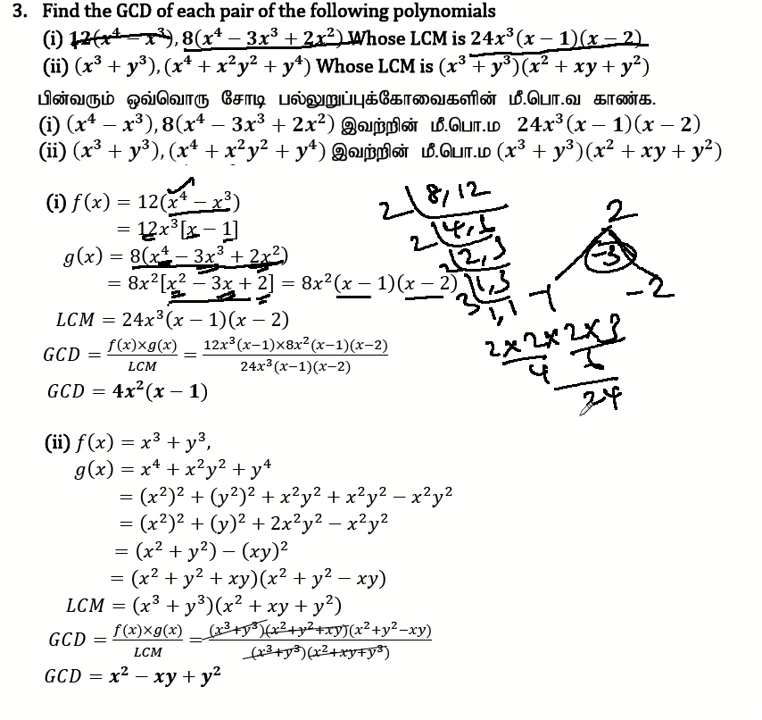 3. Find the GCD of each pair of the following polynomials
(i) 12(x⁴ − x³), 8(x⁴ − 3x³ + 2x²) Whose LCM is 24x³(x − 1)(x − 2)
(ii) (x³ + y³), (x⁴ + x²y² + y⁴) Whose LCM is (x³ + y³)(x² + xy + y²)
பின்வரும் ஒவ்வொரு சோடி பல்லுறுப்புக்கோவைகளின் மீ.பொ.வ காண்க.
(i) (x⁴ − x³), 8(x⁴ − 3x³ + 2x²) இவற்றின் மீ.பொ.ம 24x³(x − 1)(x − 2)
(ii) (x³ + y³), (x⁴ + x²y² + y⁴) இவற்றின் மீ.பொ.ம (x³ + y³)(x² + xy + y²)
(i) f(x) = 12(x⁴ − x³)
= 12x³[x − 1]
g(x) = 8(x⁴ − 3x³ + 2x²)
= 8x²[x² − 3x + 2] = 8x²(x − 1)(x − 2)
LCM = 24x³(x − 1)(x − 2)
GCD = f(x)×g(x)/LCM = 12x³(x−1)×8x²(x−1)(x−2)/24x³(x−1)(x−2)
GCD = 4x²(x − 1)
2 | 8, 12
2 | 4, 3
2 | 2, 3
3 | 1, 3
1, 1
2
-3
-1 -2
2 x 2 x 2 x 3
4
24
(ii) f(x) = x³ + y³,
g(x) = x⁴ + x²y² + y⁴
= (x²)² + (y²)² + x²y² + x²y² − x²y²
= (x²)² + (y)² + 2x²y² − x²y²
= (x² + y²) − (xy)²
= (x² + y² + xy)(x² + y² − xy)
LCM = (x³ + y³)(x² + xy + y²)
GCD = f(x)×g(x)/LCM = (x³+y³)(x²+y²+xy)(x²+y²−xy)/(x³+y³)(x²+xy+y³)
GCD = x² − xy + y²